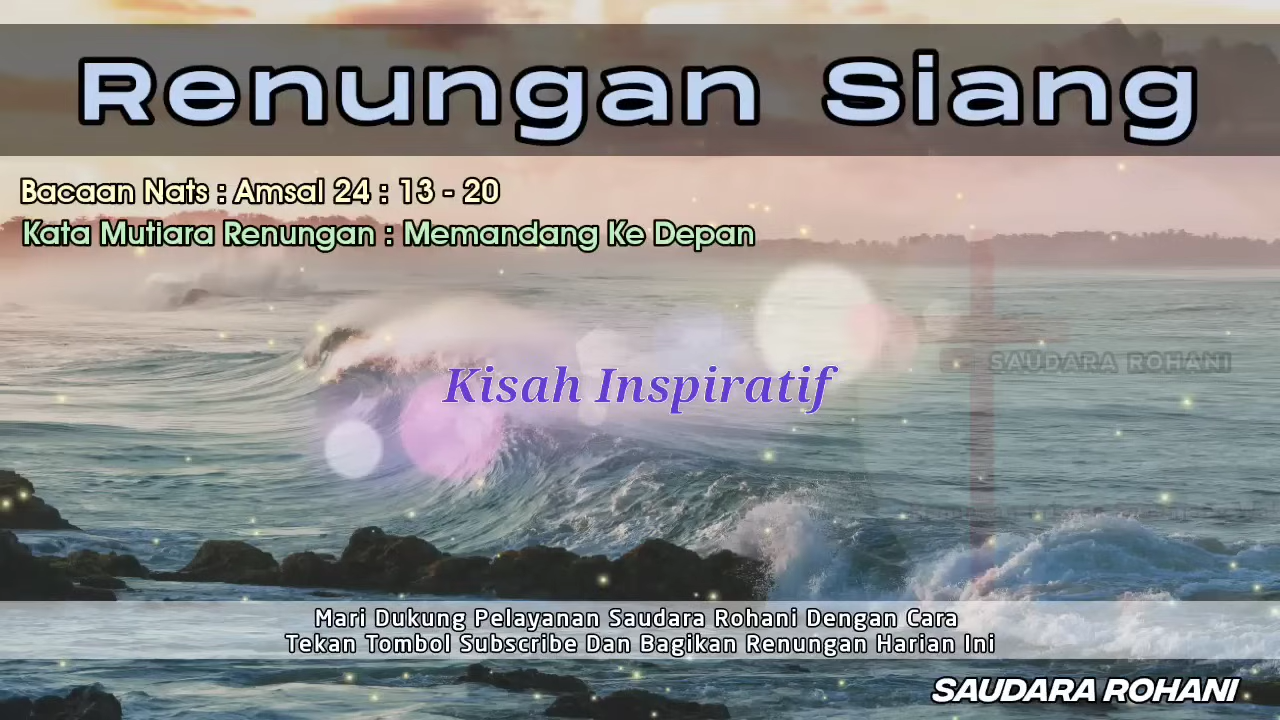 Renungan Siang
Bacaan Nats : Amsal 24 : 13 - 20
Kata Mutiara Renungan : Memandang Ke Depan
SAUDARA ROHANI
Kisah Inspiratif
Mari Dukung Pelayanan Saudara Rohani Dengan Cara
Tekan Tombol Subscribe Dan Bagikan Renungan Harian Ini
SAUDARA ROHANI